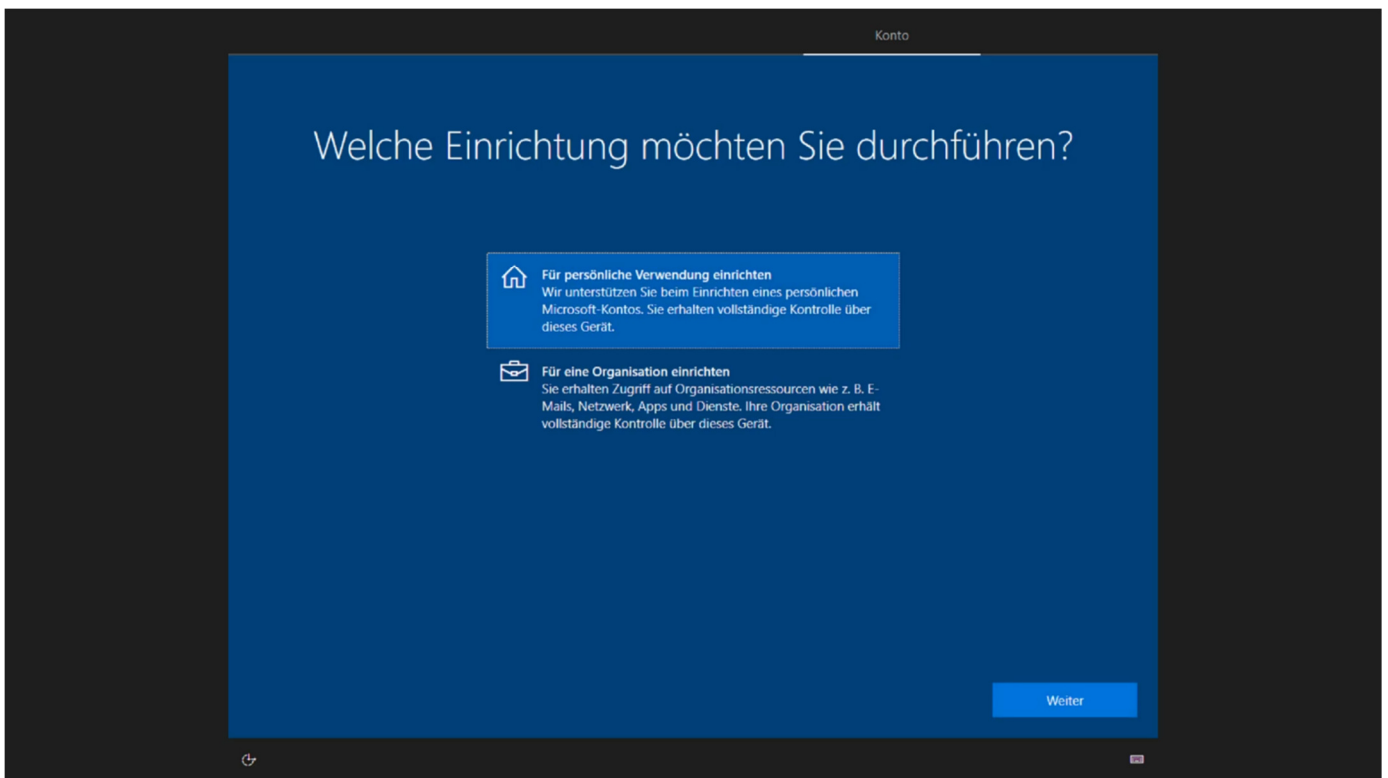 Konto
Welche Einrichtung möchten Sie durchführen?
Für persönliche Verwendung einrichten
Wir unterstützen Sie beim Einrichten eines persönlichen
Microsoft-Kontos. Sie erhalten vollständige Kontrolle über
dieses Gerät.
Für eine Organisation einrichten
Sie erhalten Zugriff auf Organisationsressourcen wie z. B. E-
Mails, Netzwerk, Apps und Dienste. Ihre Organisation erhält
vollständige Kontrolle über dieses Gerät.
Weiter